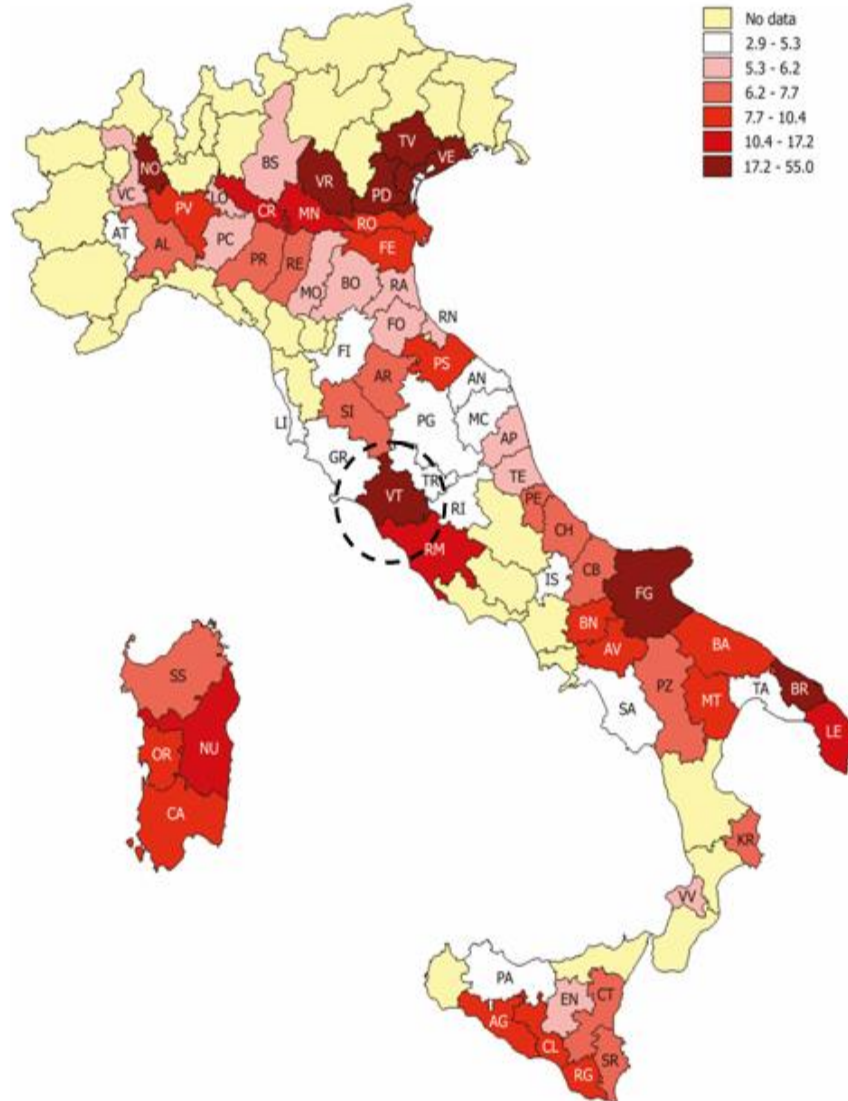 No data
2.9 - 5.3
5.3 - 6.2
6.2 - 7.7
7.7 - 10.4
10.4 - 17.2
17.2 - 55.0
TV
VE
NO
BS
VR
PD
VC
LO
PV
CR
MN
RO
AT
AL
PC
PR
RE
FE
MO
BO
RA
FO
RN
FI
PS
AR
AN
LI
SI
PG
MC
AP
GR
TE
TR
VT
RI
PE
CH
RM
IS
CB
FG
BN
AV
BA
SS
PZ
SA
MT
TA
BR
LE
OR
NU
CA
KR
VV
PA
EN
CT
AG
CL
SR
RG